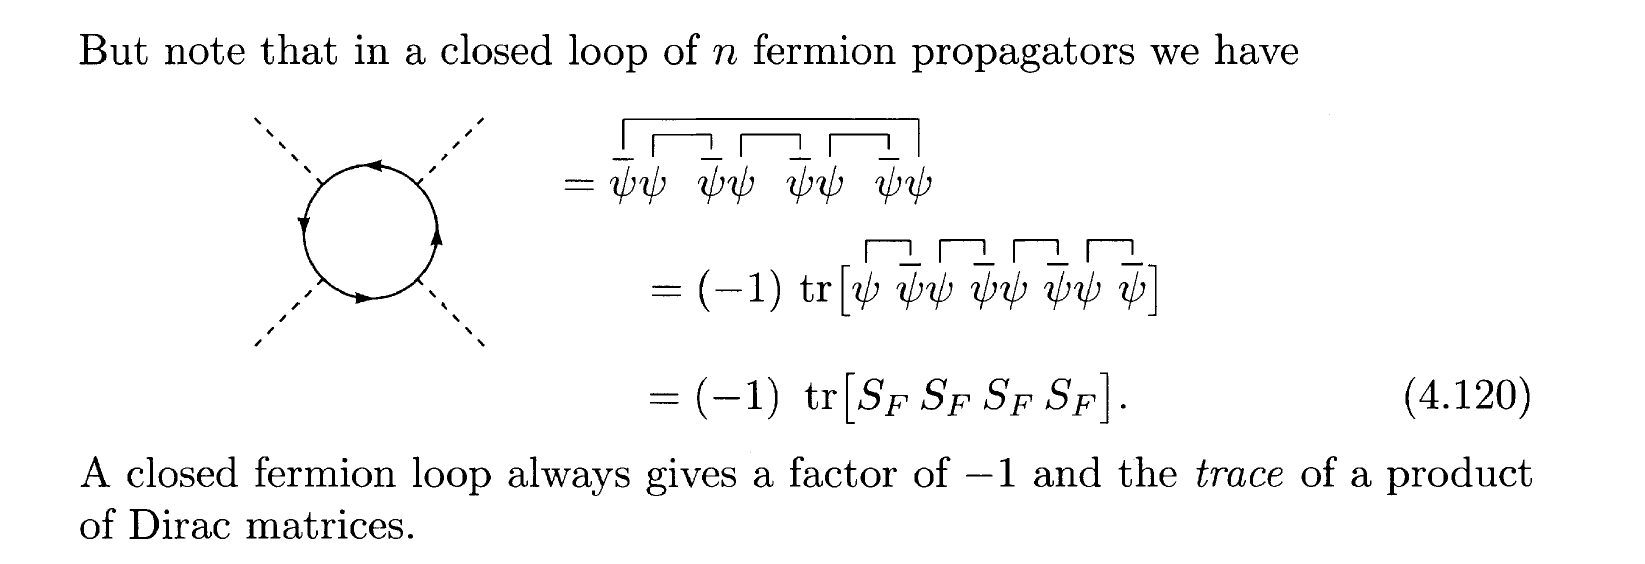 But note that in a closed loop of n fermion propagators we have
= ψ̄ψ ψ̄ψ ψ̄ψ ψ̄ψ
= (−1) tr[ψ ψ̄ψ ψ̄ψ ψ̄ψ ψ̄]
= (−1) tr[S_F S_F S_F S_F]. (4.120)
A closed fermion loop always gives a factor of −1 and the trace of a product
of Dirac matrices.